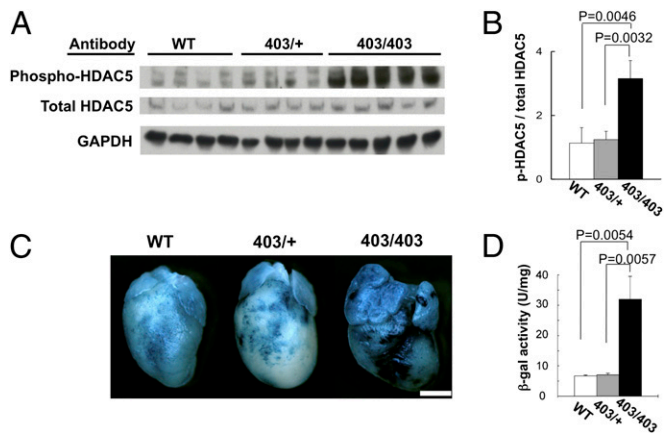 A
Antibody WT 403/+ 403/403
Phospho-HDAC5
Total HDAC5
GAPDH
B
P=0.0046
P=0.0032
p-HDAC5 / total HDAC5
4
2
0
WT 403/+ 403/403
C
WT 403/+ 403/403
D
P=0.0054
P=0.0057
β-gal activity (U/mg)
40
30
20
10
0
WT 403/+ 403/403